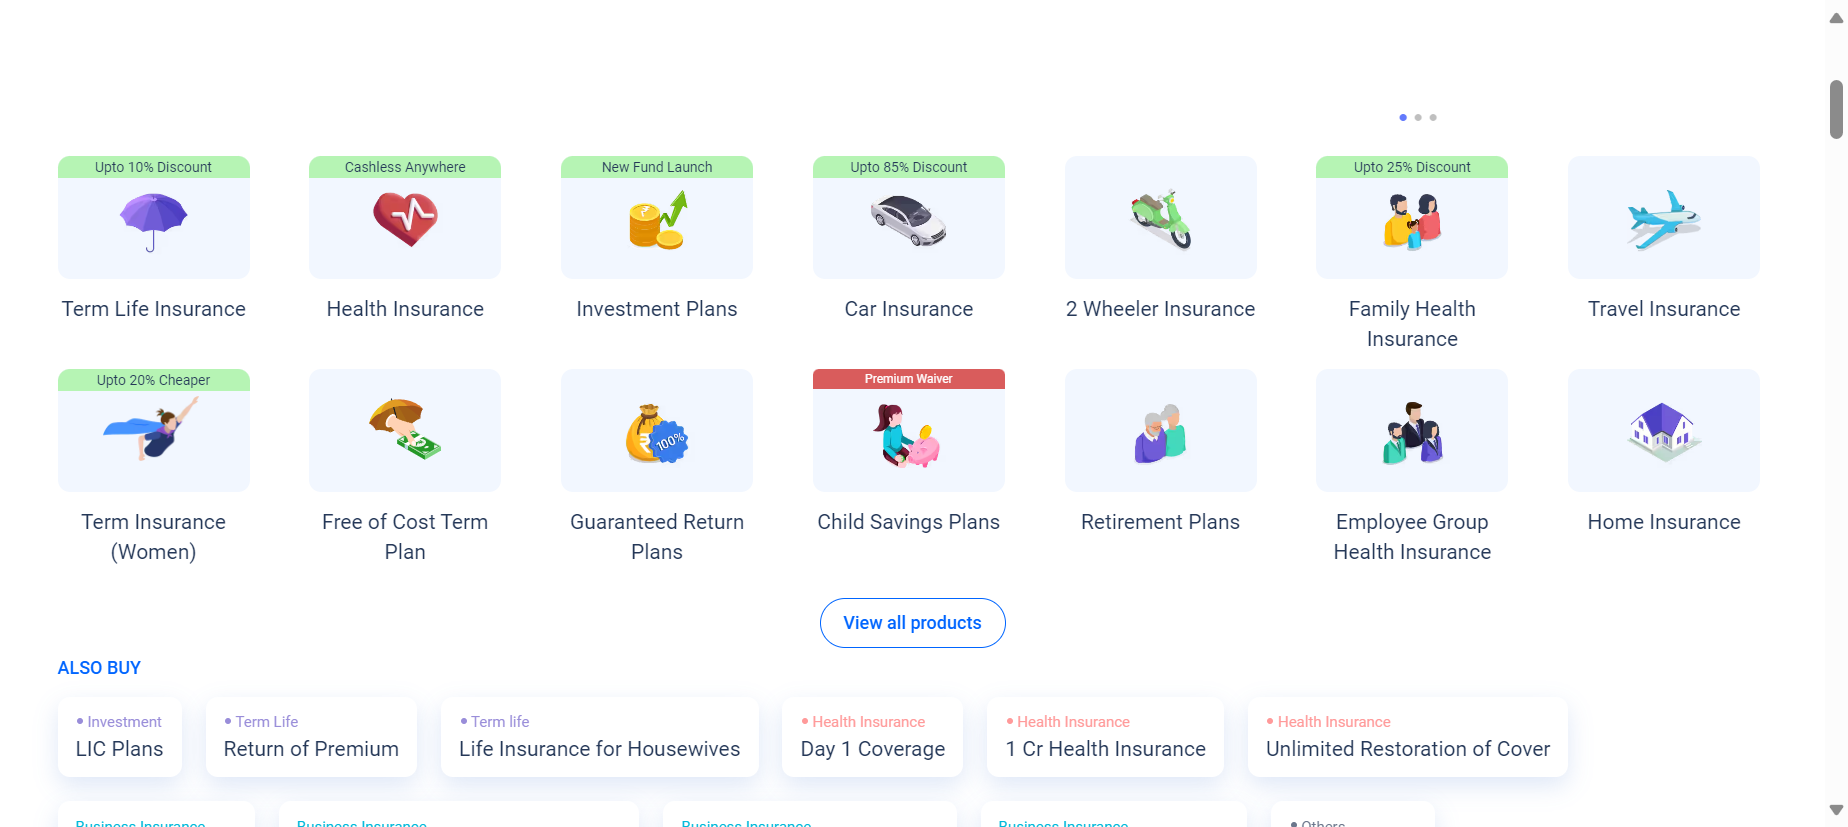 Upto 10% Discount
Cashless Anywhere
New Fund Launch
Upto 85% Discount
Upto 25% Discount
Term Life Insurance
Health Insurance
Investment Plans
Car Insurance
2 Wheeler Insurance
Family Health
Insurance
Travel Insurance
Upto 20% Cheaper
100%
Premium Waiver
Term Insurance
(Women)
Free of Cost Term
Plan
Guaranteed Return
Plans
Child Savings Plans
Retirement Plans
Employee Group
Health Insurance
Home Insurance
View all products
ALSO BUY
• Investment
LIC Plans
• Term Life
Return of Premium
• Term life
Life Insurance for Housewives
• Health Insurance
Day 1 Coverage
• Health Insurance
1 Cr Health Insurance
• Health Insurance
Unlimited Restoration of Cover
Business Insurance
Business Insurance
Business Insurance
Business Insurance
• Others